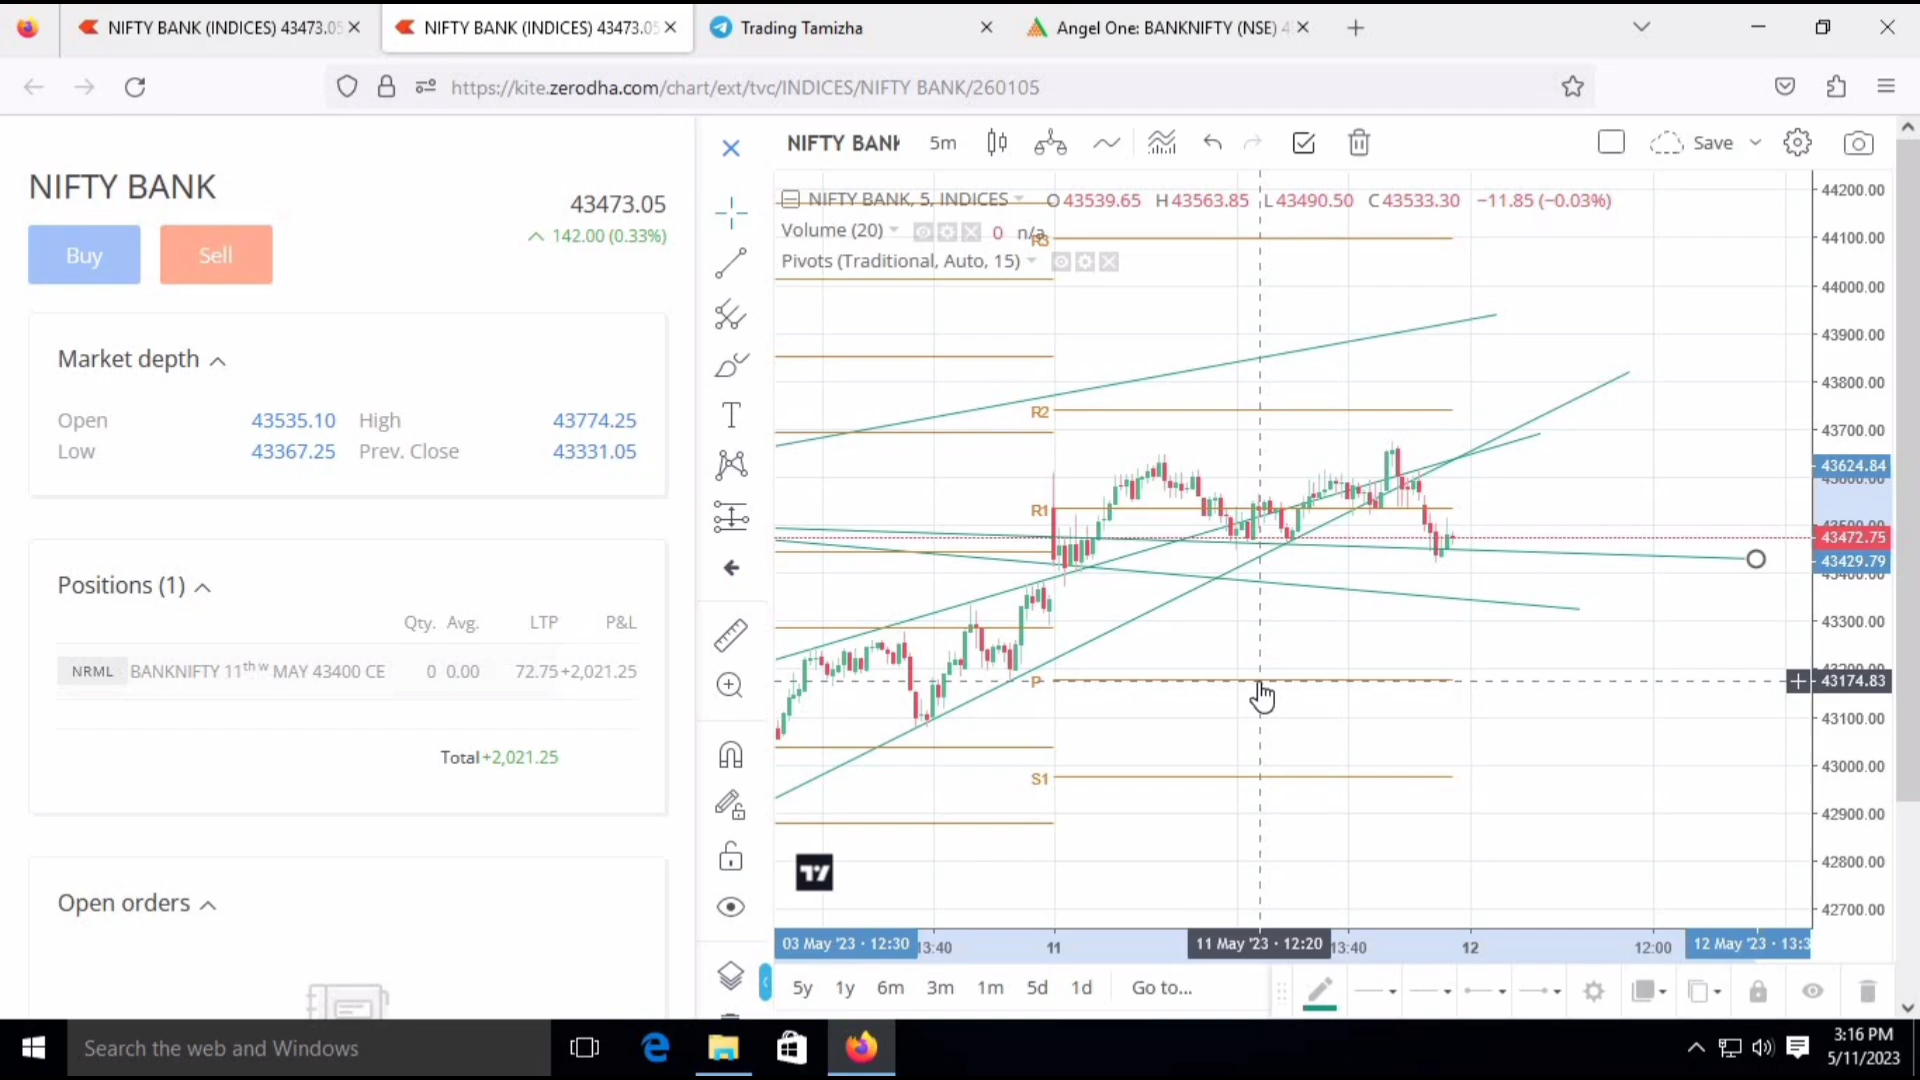 NIFTY BANK (INDICES) 43473.05
NIFTY BANK (INDICES) 43473.05
Trading Tamizha
Angel One: BANKNIFTY (NSE) 4
https://kite.zerodha.com/chart/ext/tvc/INDICES/NIFTY BANK/260105
NIFTY BANK
43473.05
142.00 (0.33%)
Buy
Sell
Market depth
Open 43535.10 High 43774.25
Low 43367.25 Prev. Close 43331.05
Positions (1)
Qty. Avg. LTP P&L
NRML BANKNIFTY 11th w MAY 43400 CE 0 0.00 72.75 +2,021.25
Total +2,021.25
Open orders
NIFTY BANK 5m Save
NIFTY BANK, 5, INDICES O43539.65 H43563.85 L43490.50 C43533.30 −11.85 (−0.03%)
Volume (20) 0 n/a
Pivots (Traditional, Auto, 15)
R3
R2
R1
P
S1
44200.00
44100.00
44000.00
43900.00
43800.00
43700.00
43624.84
43472.75
43429.79
43300.00
43174.83
43100.00
43000.00
42900.00
42800.00
42700.00
03 May '23 · 12:30 13:40 11 11 May '23 · 12:20 13:40 12 12:00 12 May '23 · 13:3
5y 1y 6m 3m 1m 5d 1d Go to...
Search the web and Windows
3:16 PM
5/11/2023